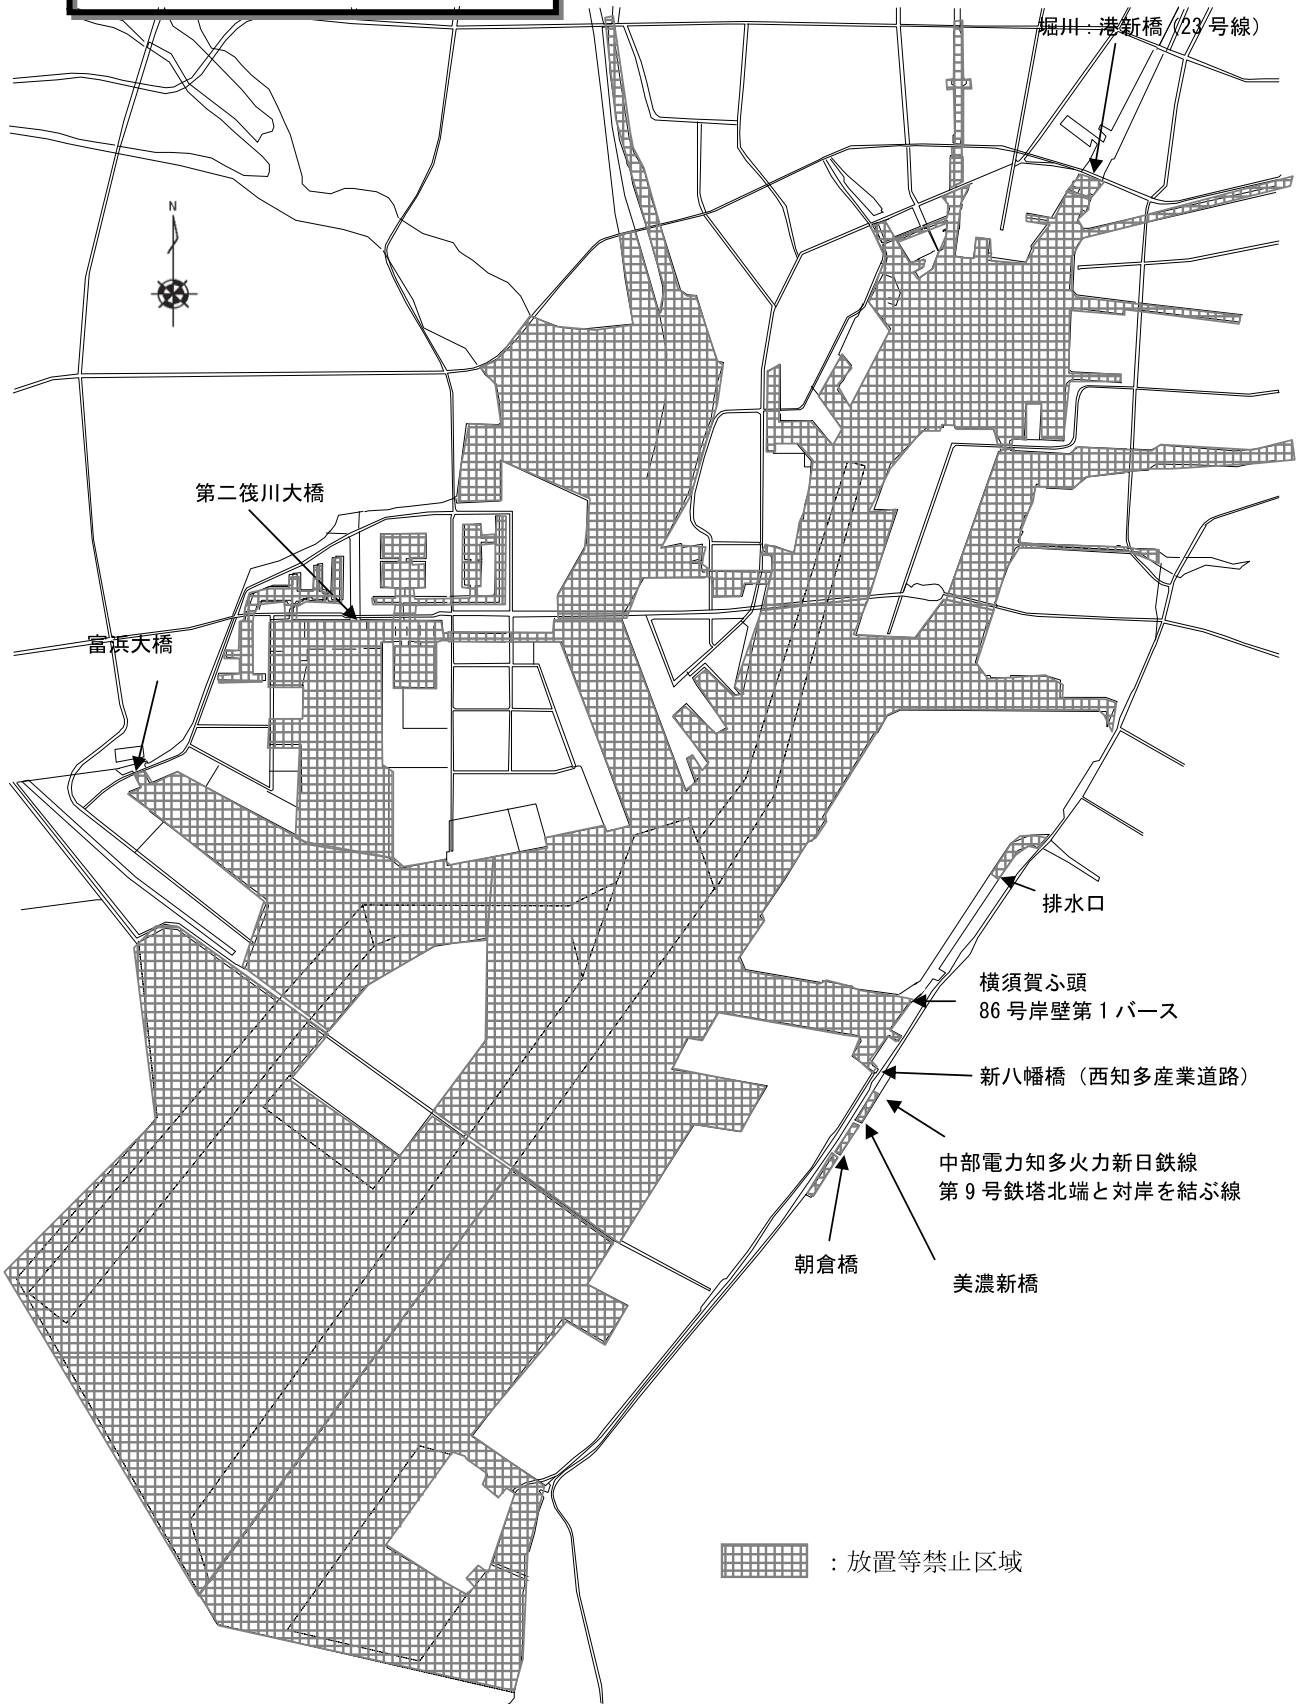 堀川：港新橋（23 号線）
N
第二筏川大橋
富浜大橋
排水口
横須賀ふ頭
86 号岸壁第 1 バース
新八幡橋（西知多産業道路）
中部電力知多火力新日鉄線
第 9 号鉄塔北端と対岸を結ぶ線
朝倉橋
美濃新橋
：放置等禁止区域